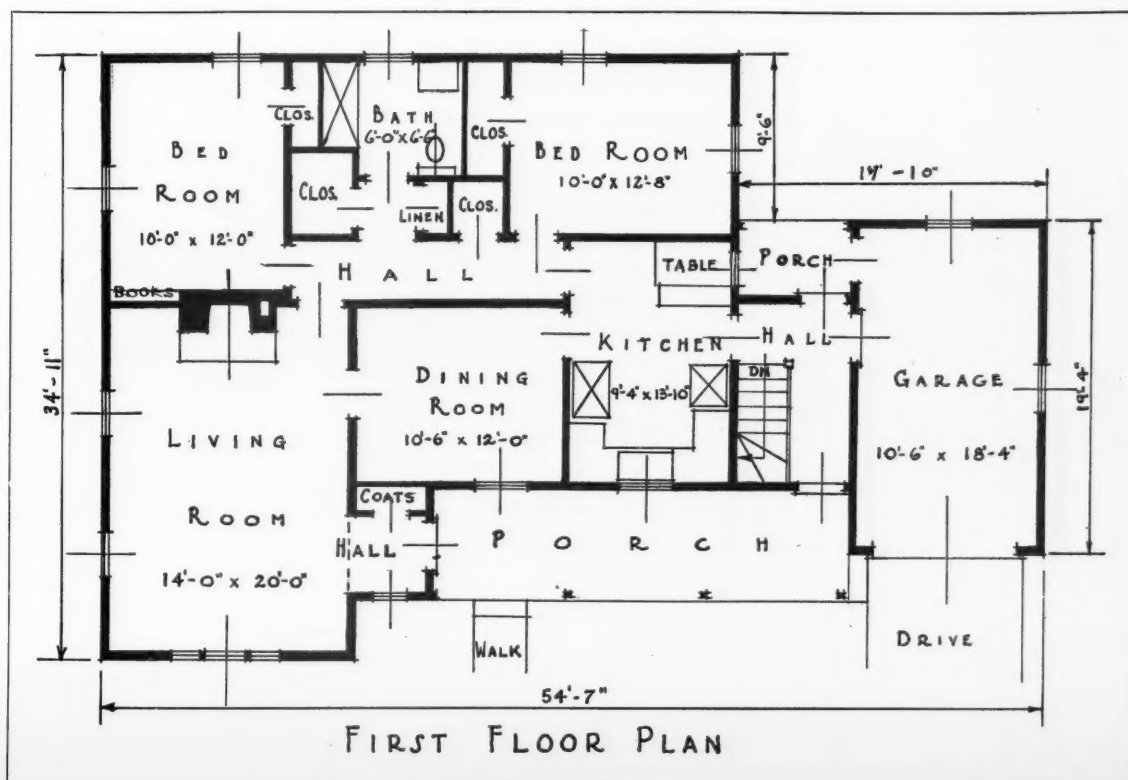 CLOS.
BATH
6'-0" x 6'-6"
CLOS.
BED
ROOM
10'-0" x 12'-0"
BED ROOM
10'-0" x 12'-8"
9'-6"
CLOS.
LINEN
CLOS.
HALL
BOOKS
TABLE
PORCH
KITCHEN
9'-4" x 13'-10"
HALL
DN
GARAGE
10'-6" x 18'-4"
19'-4"
34'-11"
DINING
ROOM
10'-6" x 12'-0"
LIVING
ROOM
14'-0" x 20'-0"
COATS
HALL
PORCH
WALK
DRIVE
54'-7"
FIRST FLOOR PLAN